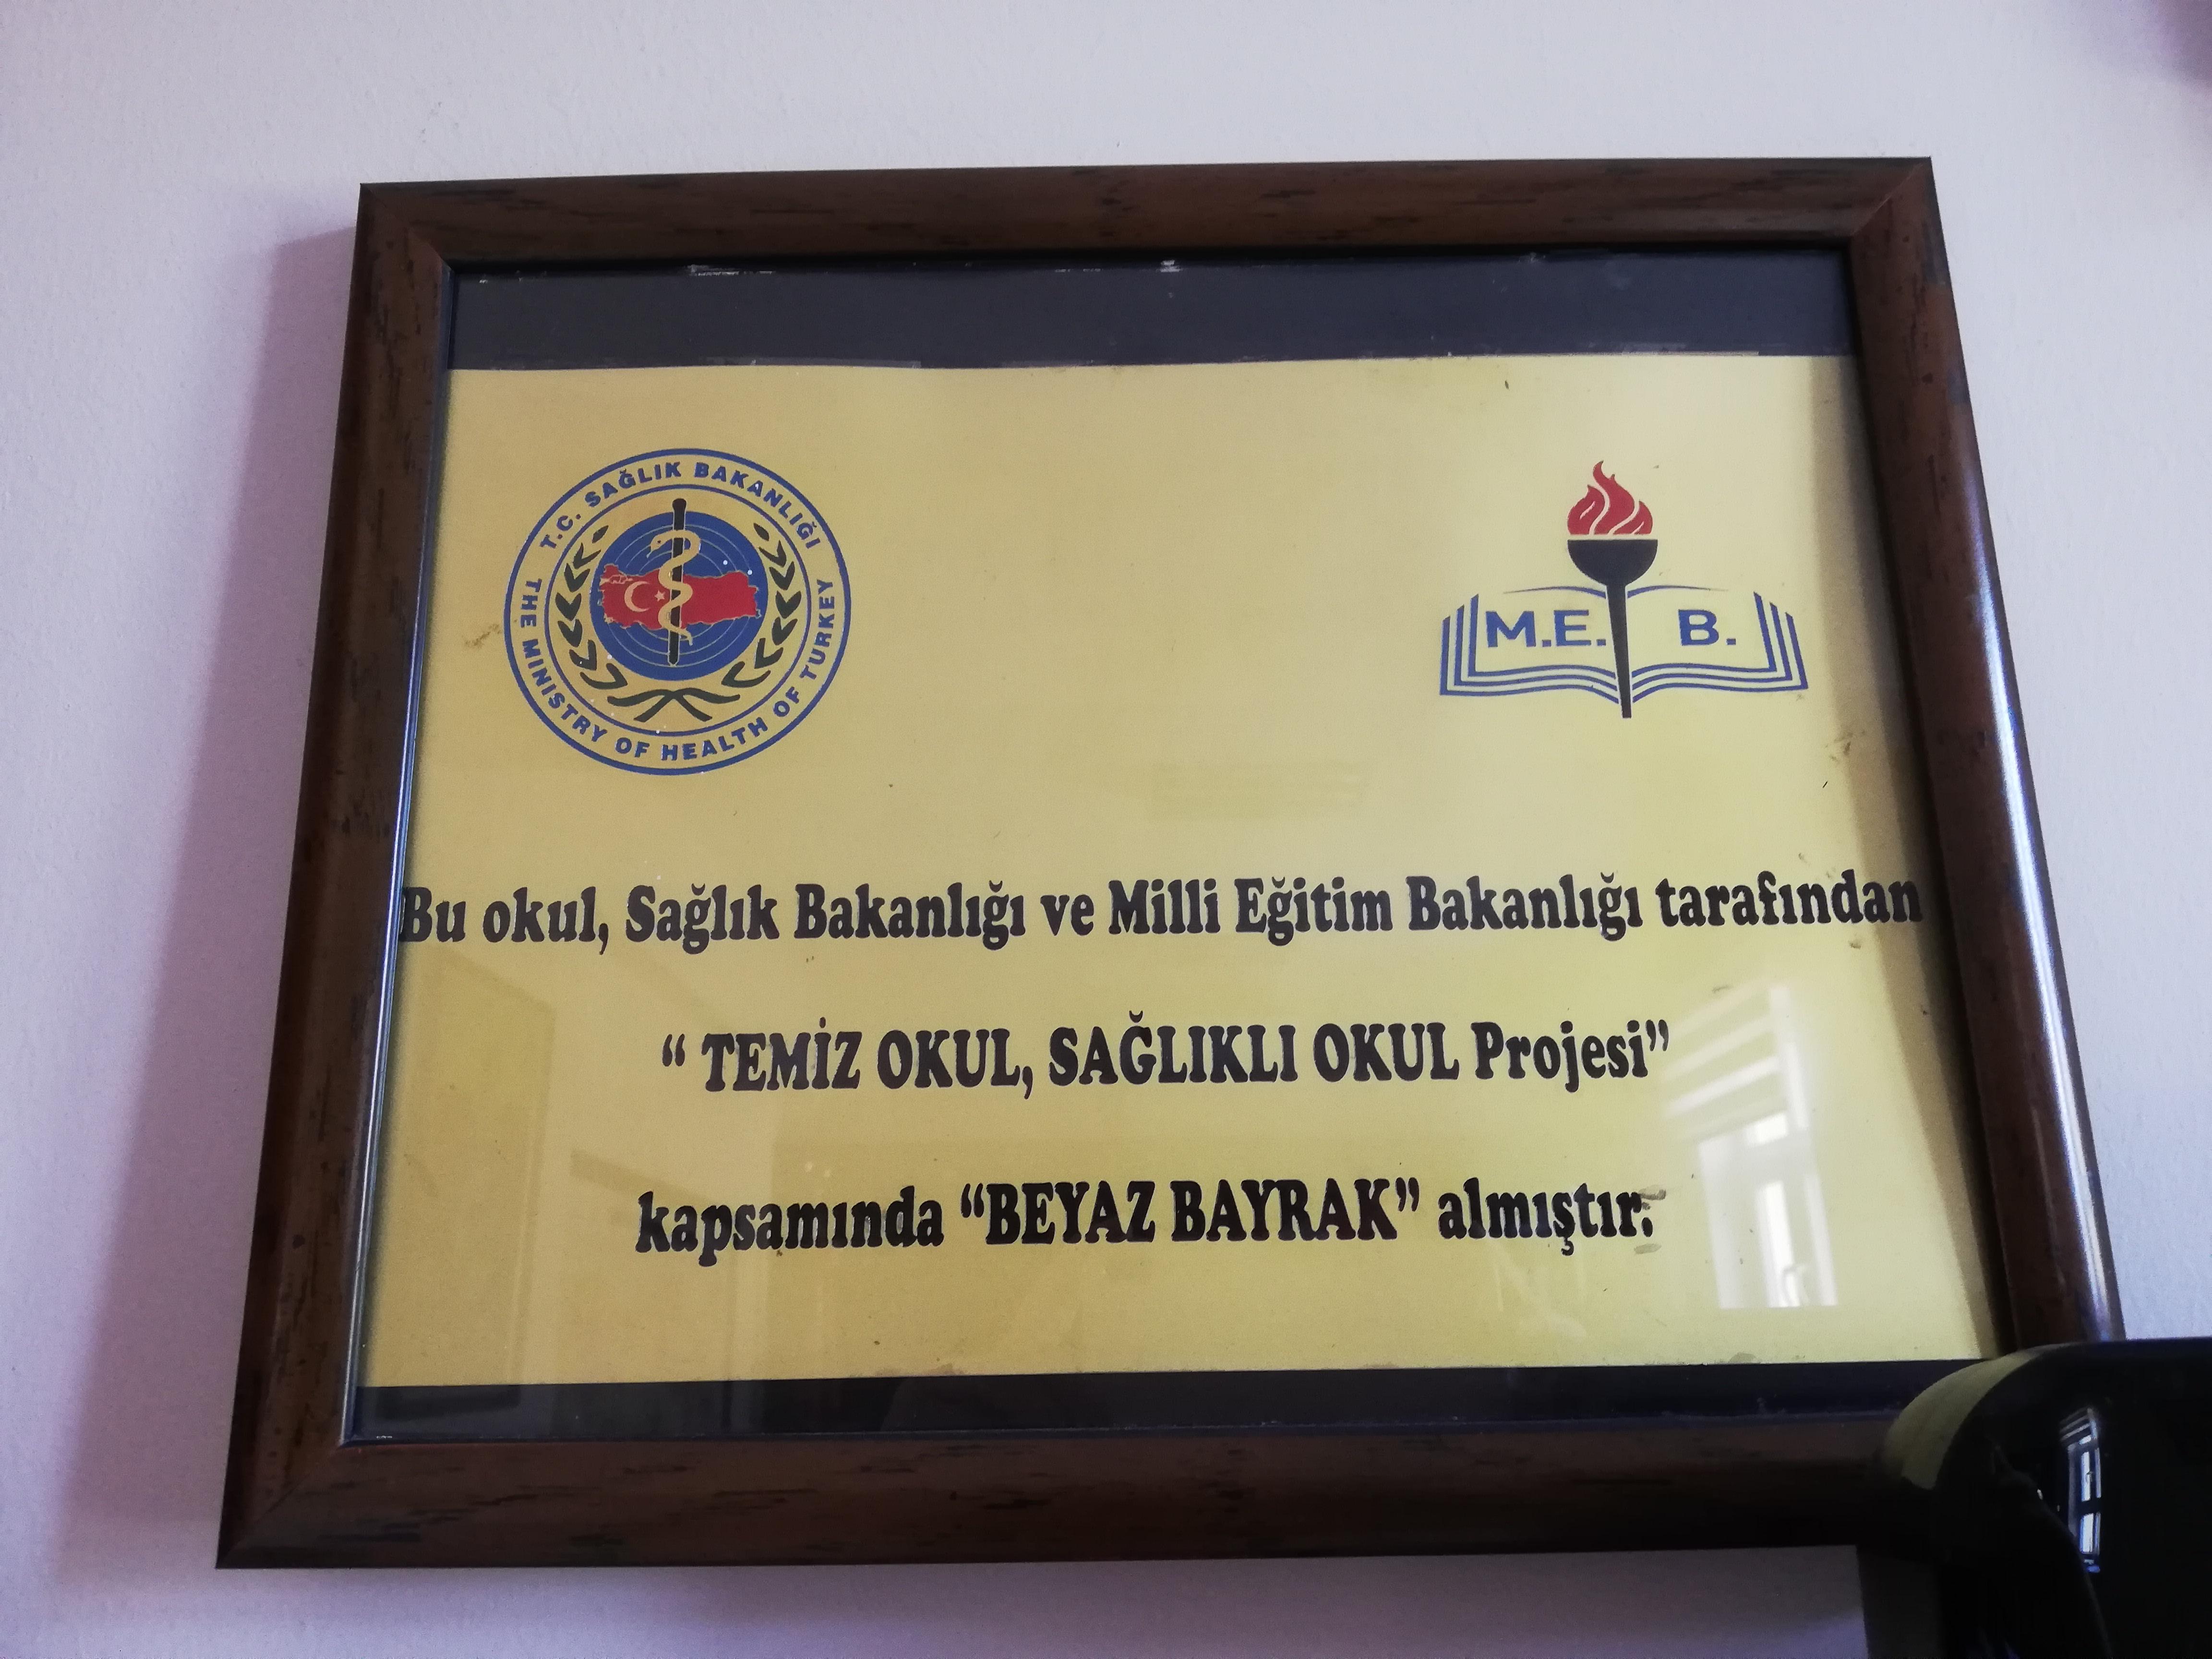 T.C. SAĞLIK BAKANLIĞI
THE MINISTRY OF HEALTH OF TURKEY
M.E. B.
Bu okul, Sağlık Bakanlığı ve Milli Eğitim Bakanlığı tarafından
“ TEMİZ OKUL, SAĞLIKLI OKUL Projesi”
kapsamında “BEYAZ BAYRAK” almıştır.